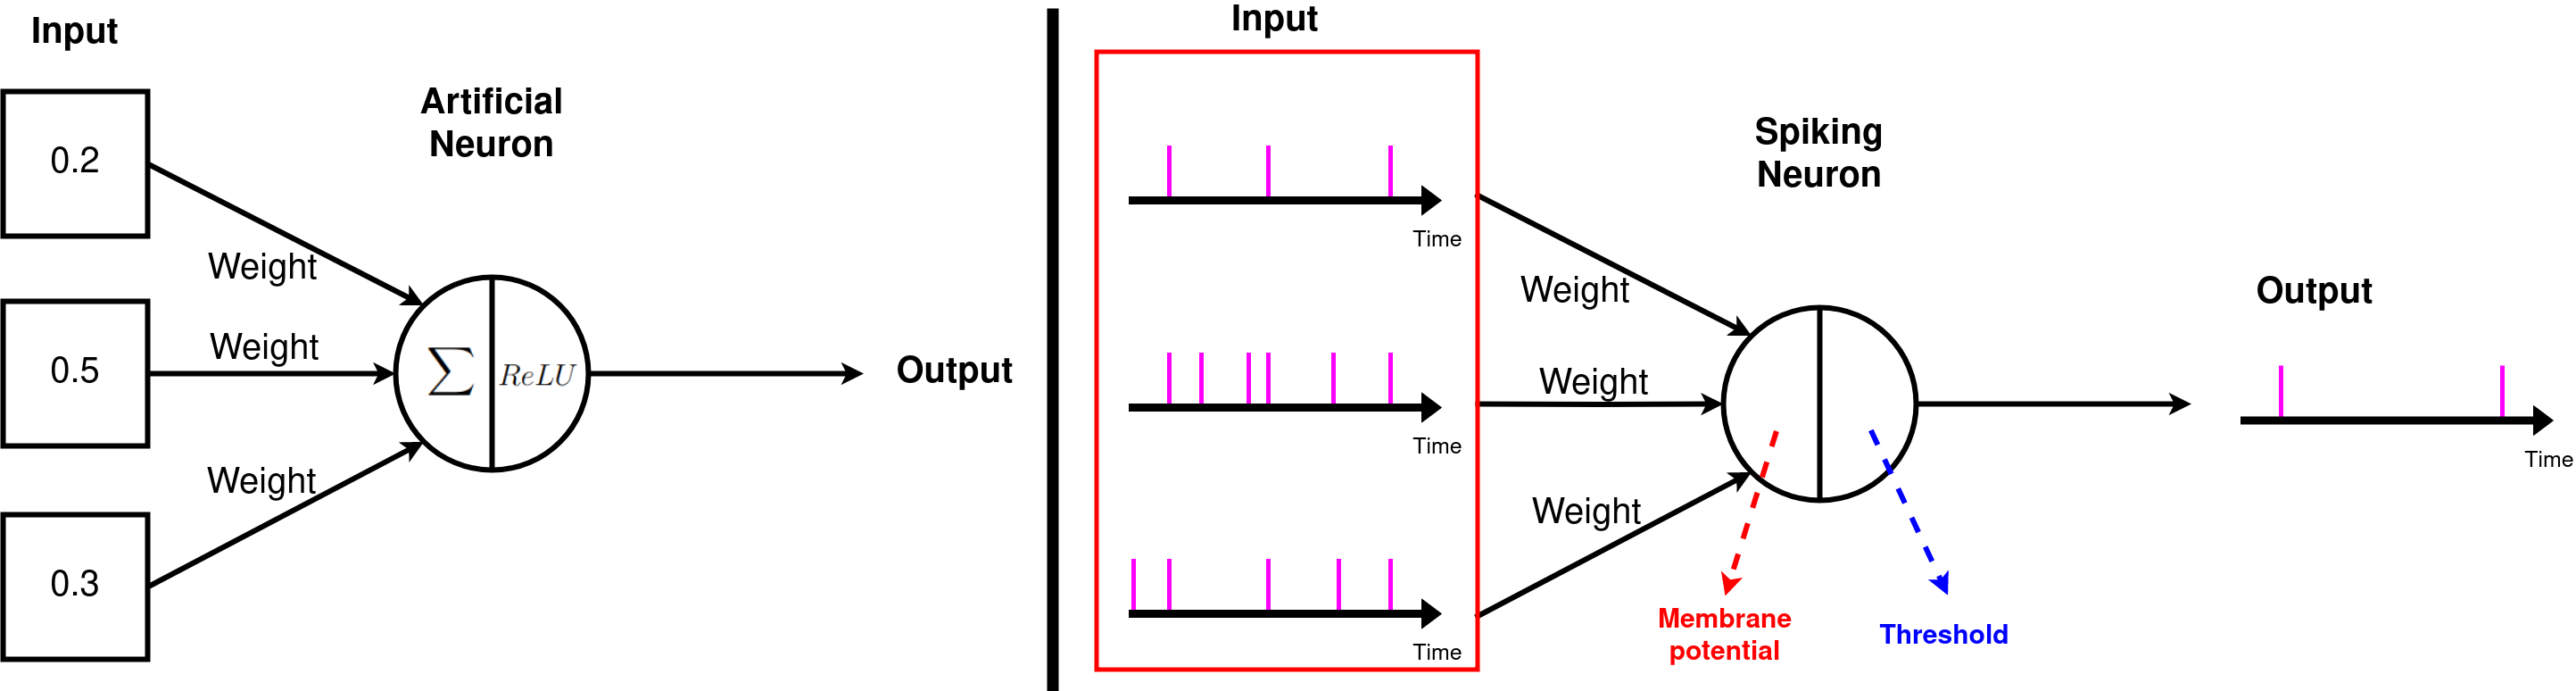 Input
Artificial
Neuron
0.2
Weight
0.5
Weight
∑
ReLU
Output
Weight
0.3
Input
Spiking
Neuron
Time
Weight
Time
Weight
Output
Time
Weight
Time
Membrane
potential
Threshold